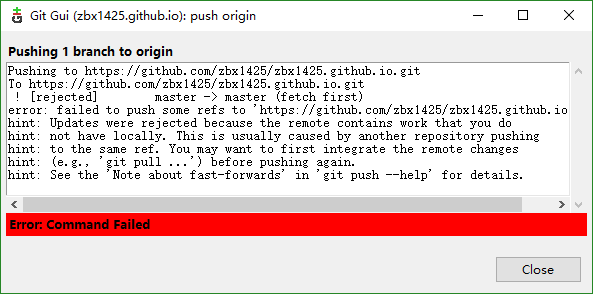 Git Gui (zbx1425.github.io): push origin
Pushing 1 branch to origin
Pushing to https://github.com/zbx1425/zbx1425.github.io.git
To https://github.com/zbx1425/zbx1425.github.io.git
! [rejected]        master -> master (fetch first)
error: failed to push some refs to 'https://github.com/zbx1425/zbx1425.github.io
hint: Updates were rejected because the remote contains work that you do
hint: not have locally. This is usually caused by another repository pushing
hint: to the same ref. You may want to first integrate the remote changes
hint: (e.g., 'git pull ...') before pushing again.
hint: See the 'Note about fast-forwards' in 'git push --help' for details.
Error: Command Failed
Close